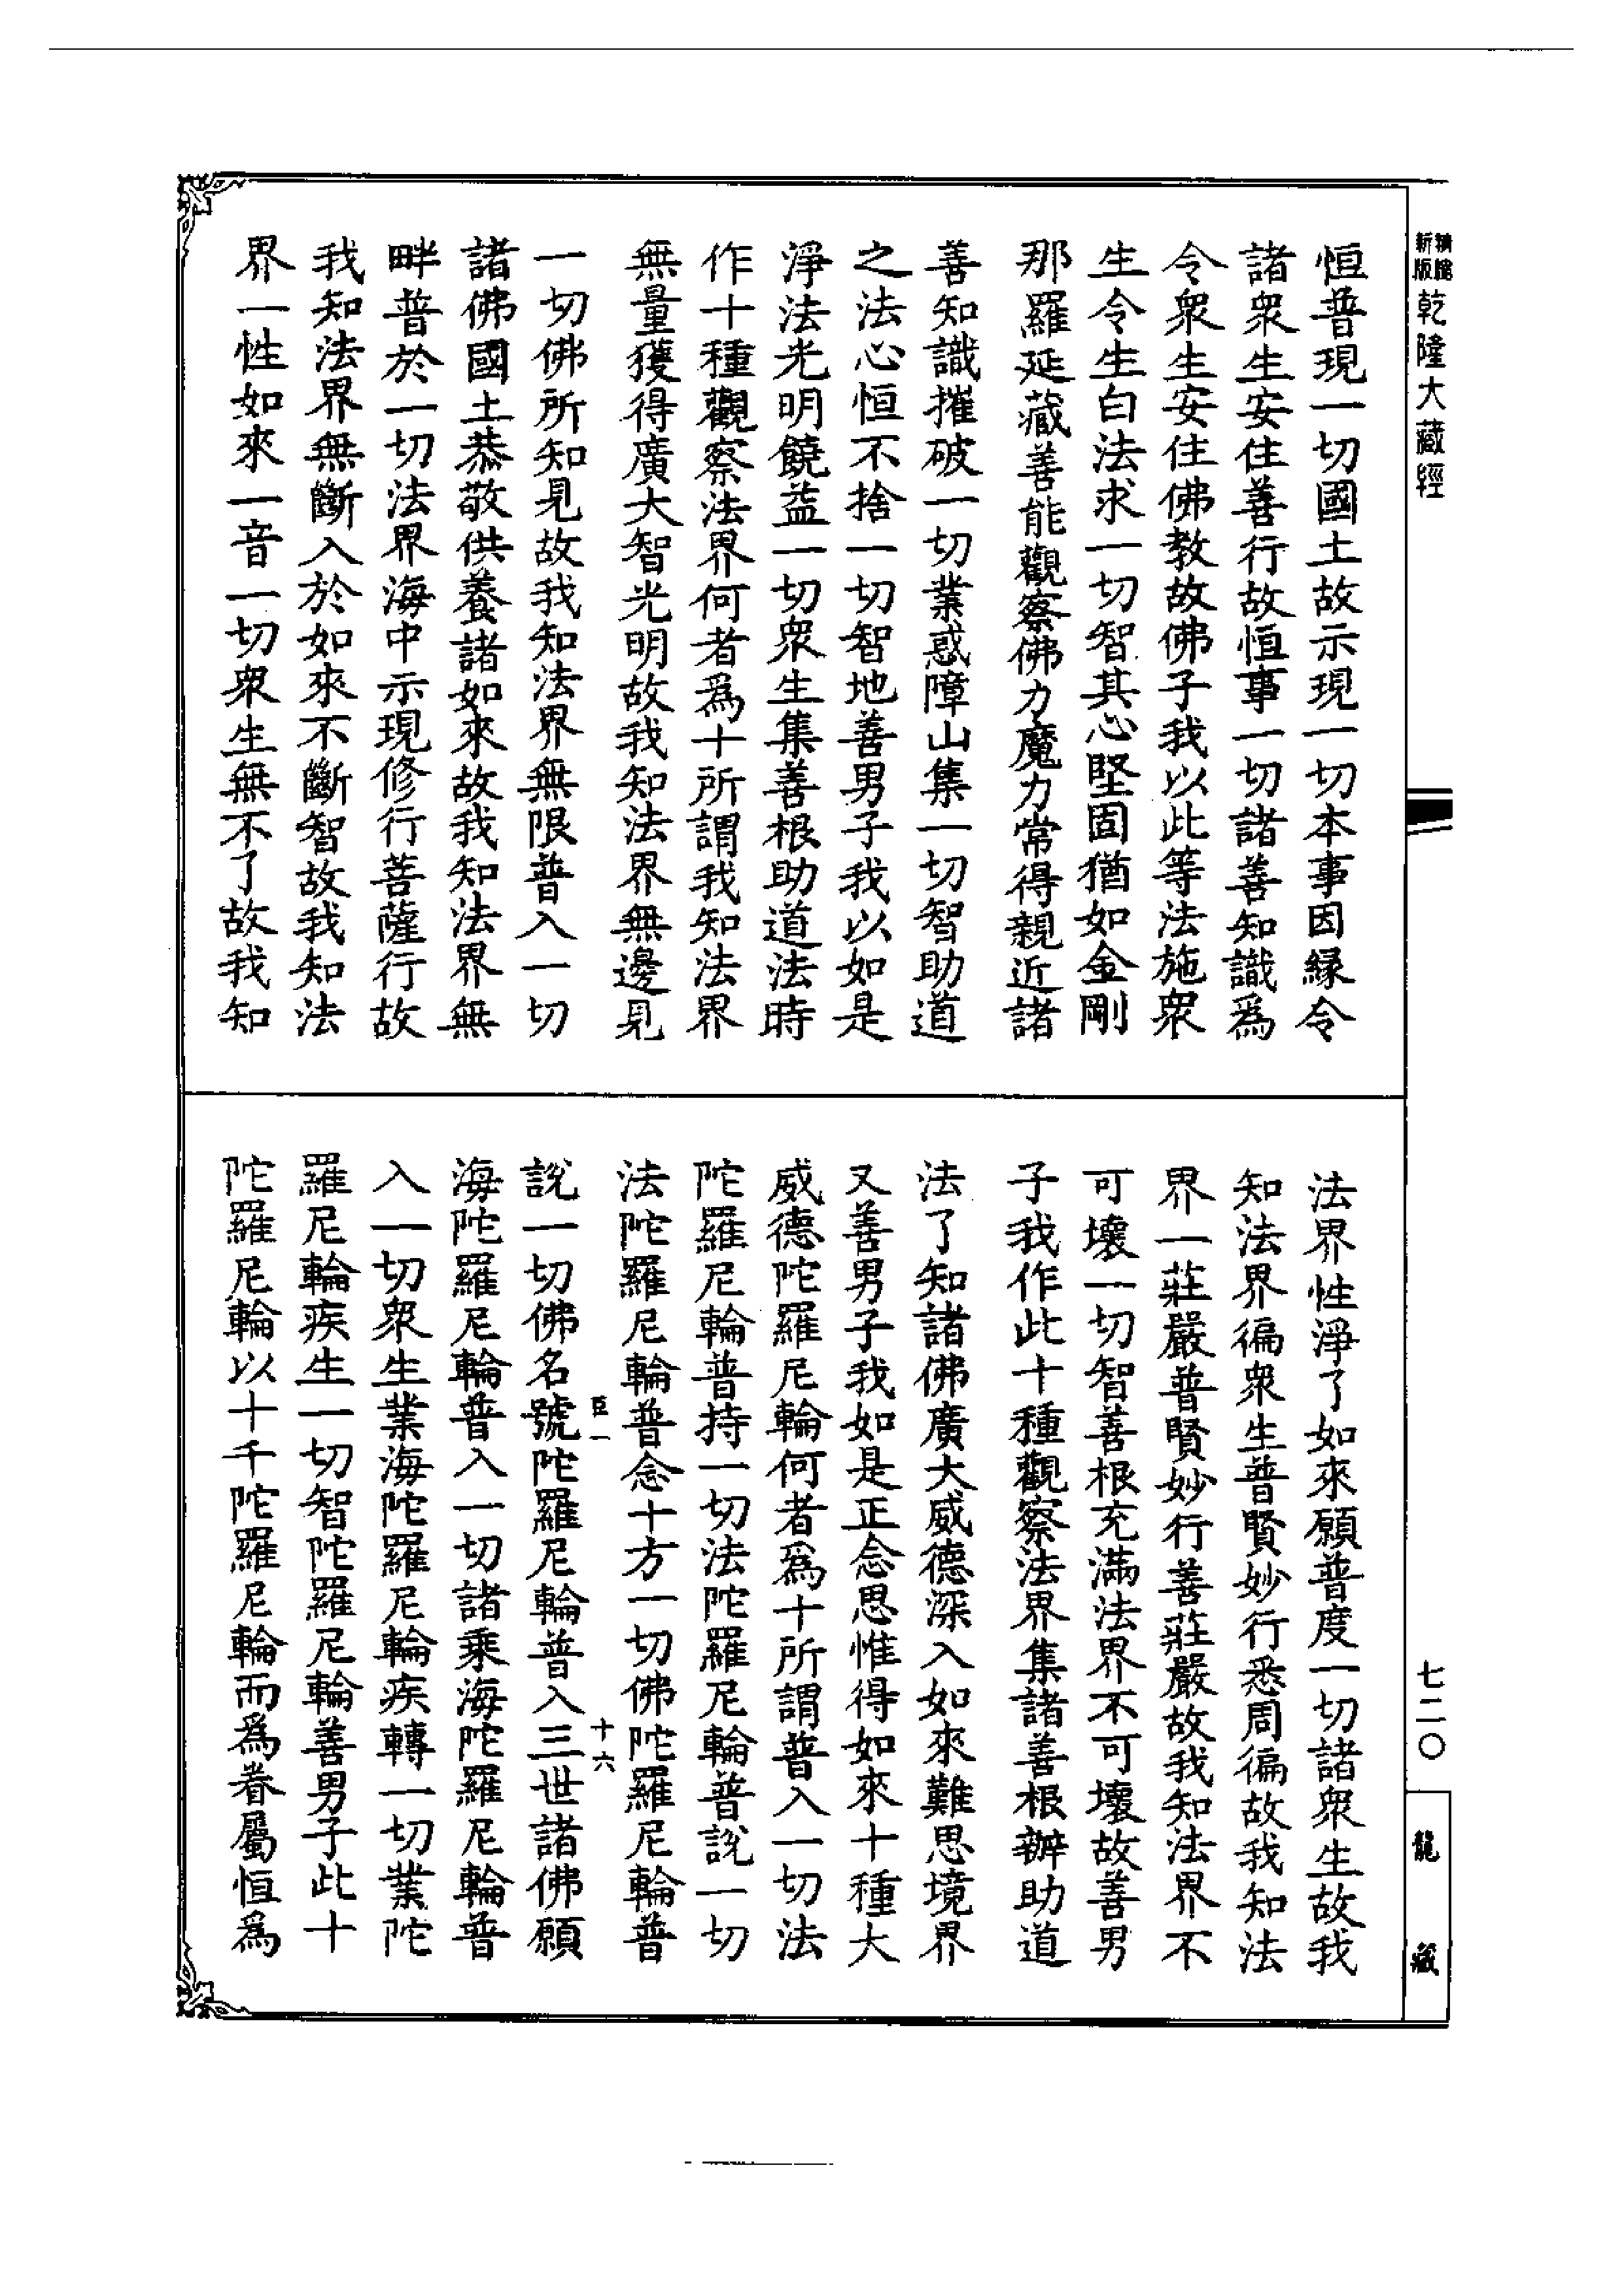 精縮
新版
乾隆大藏經
恒普現一切國土故示現一切本事因緣令
諸衆生安住善行故恒事一切諸善知識爲
令衆生安住佛教故佛子我以此等法施衆
生令生白法求一切智其心堅固猶如金剛
那羅延藏善能觀察佛力魔力常得親近諸
善知識摧破一切業惑障山集一切智助道
之法心恒不捨一切智地善男子我以如是
淨法光明饒益一切衆生集善根助道法時
作十種觀察法界何者爲十所謂我知法界
無量獲得廣大智光明故我知法界無邊見
一切佛所知見故我知法界無限普入一切
諸佛國土恭敬供養諸如來故我知法界無
畔普於一切法界海中示現修行菩薩行故
我知法界無斷入於如來不斷智故我知法
界一性如來一音一切衆生無不了故我知
法界性淨了如來願普度一切諸衆生故我
知法界徧衆生普賢妙行悉周徧故我知法
界一莊嚴普賢妙行善莊嚴故我知法界不
可壞一切智善根充滿法界不可壞故善男
子我作此十種觀察法界集諸善根辦助道
法了知諸佛廣大威德深入如來難思境界
又善男子我如是正念思惟得如來十種大
威德陀羅尼輪何者爲十所謂普入一切法
陀羅尼輪普持一切法陀羅尼輪普說一切
法陀羅尼輪普念十方一切佛陀羅尼輪普
臣一
十六
說一切佛名號陀羅尼輪普入三世諸佛願
海陀羅尼輪普入一切諸乘海陀羅尼輪普
入一切衆生業海陀羅尼輪疾轉一切業陀
羅尼輪疾生一切智陀羅尼輪善男子此十
陀羅尼輪以十千陀羅尼輪而爲眷屬恒爲
七二〇
龍藏